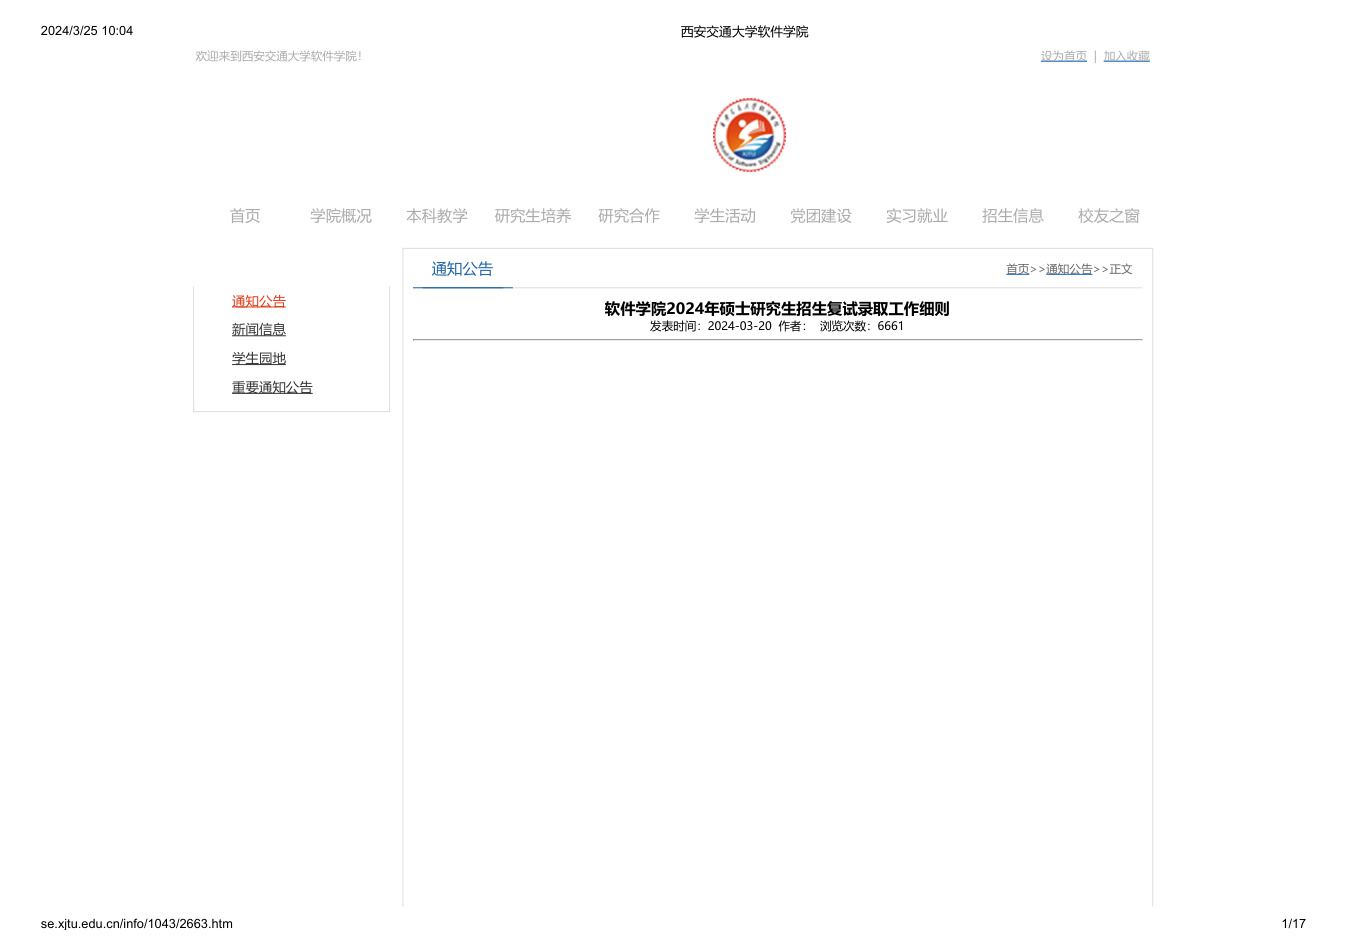 2024/3/25 10:04
西安交通大学软件学院
欢迎来到西安交通大学软件学院！
设为首页 | 加入收藏
首页 学院概况 本科教学 研究生培养 研究合作 学生活动 党团建设 实习就业 招生信息 校友之窗
通知公告
首页>>通知公告>>正文
通知公告
新闻信息
学生园地
重要通知公告
软件学院2024年硕士研究生招生复试录取工作细则
发表时间：2024-03-20 作者： 浏览次数：6661
se.xjtu.edu.cn/info/1043/2663.htm
1/17